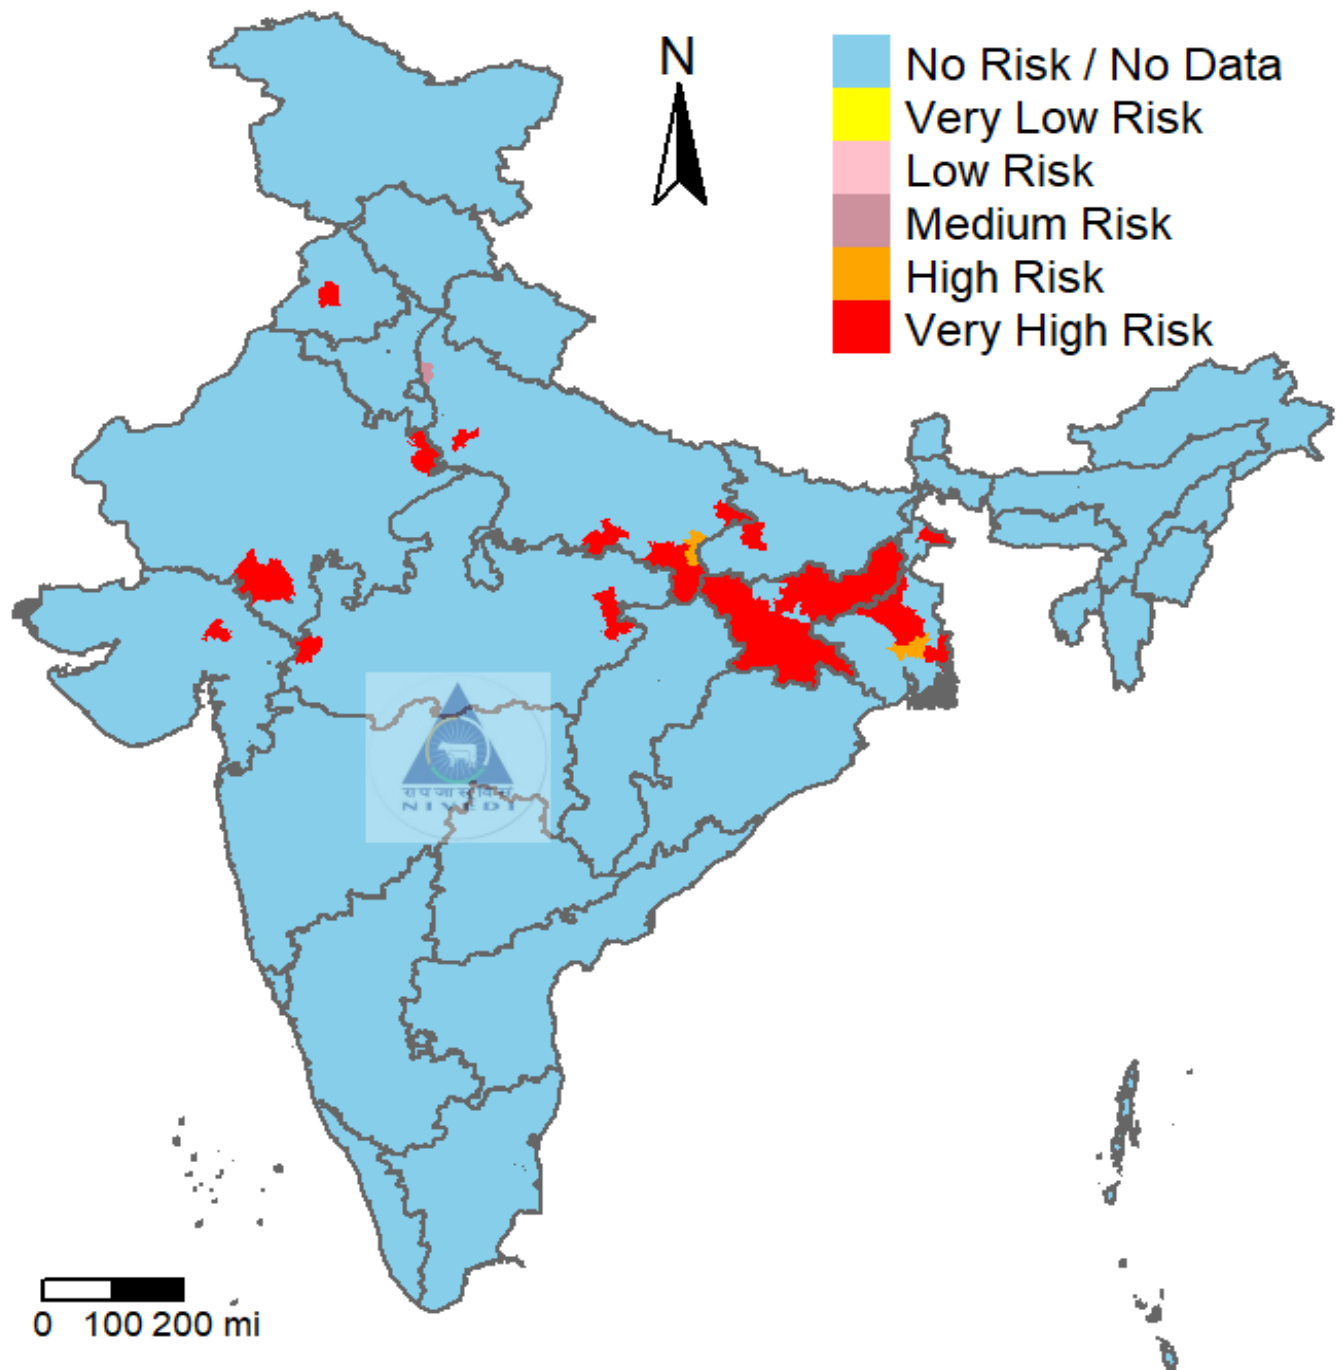 N
No Risk / No Data
Very Low Risk
Low Risk
Medium Risk
High Risk
Very High Risk
NIVEDI
0 100 200 mi